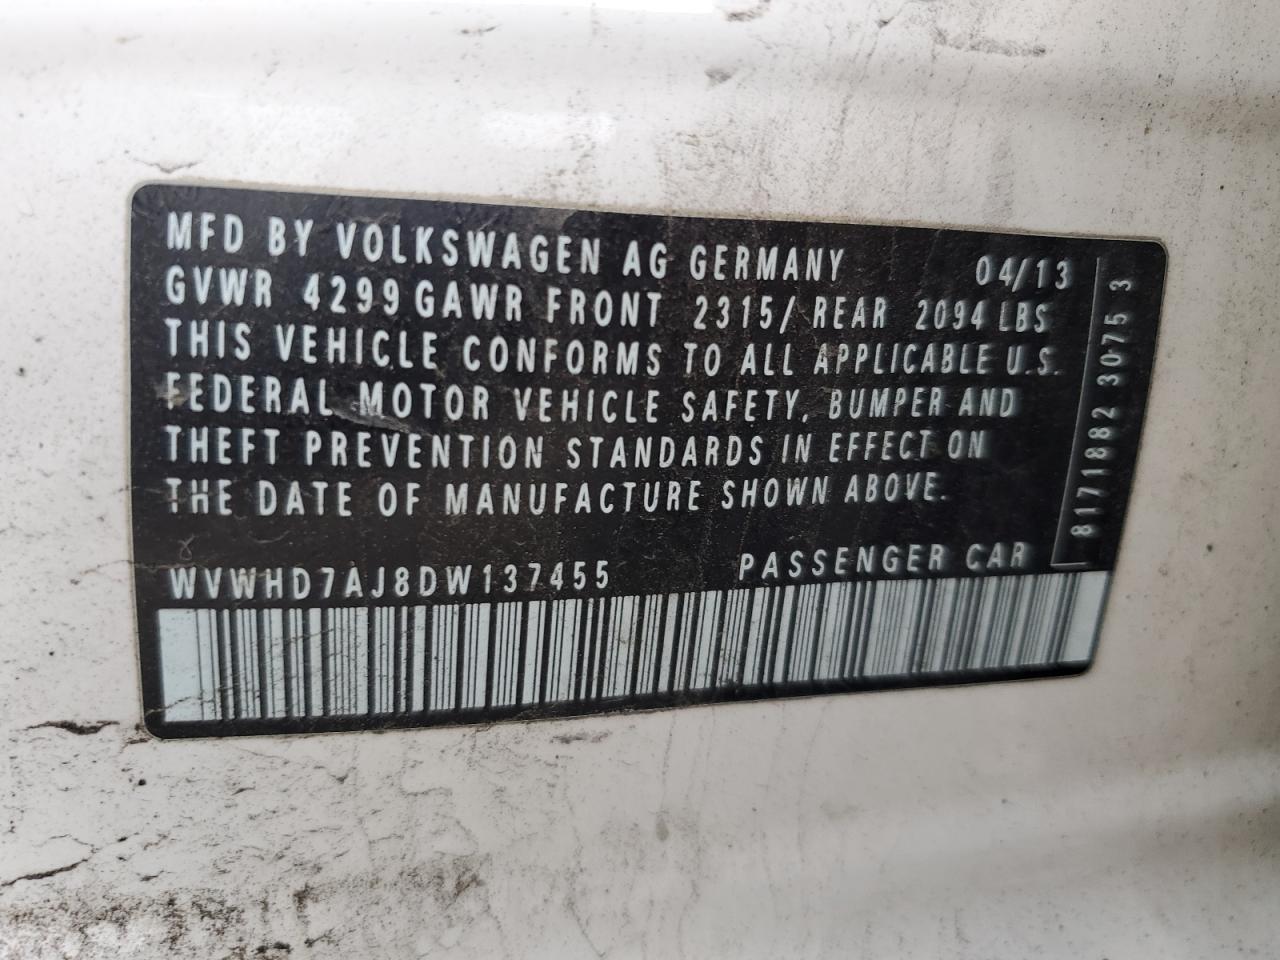 MFD BY VOLKSWAGEN AG GERMANY 04/13
GVWR 4299 GAWR FRONT 2315/ REAR 2094 LBS
THIS VEHICLE CONFORMS TO ALL APPLICABLE U.S.
FEDERAL MOTOR VEHICLE SAFETY, BUMPER AND
THEFT PREVENTION STANDARDS IN EFFECT ON
THE DATE OF MANUFACTURE SHOWN ABOVE.
WVWHD7AJ8DW137455 PASSENGER CAR
8171882 3075 3